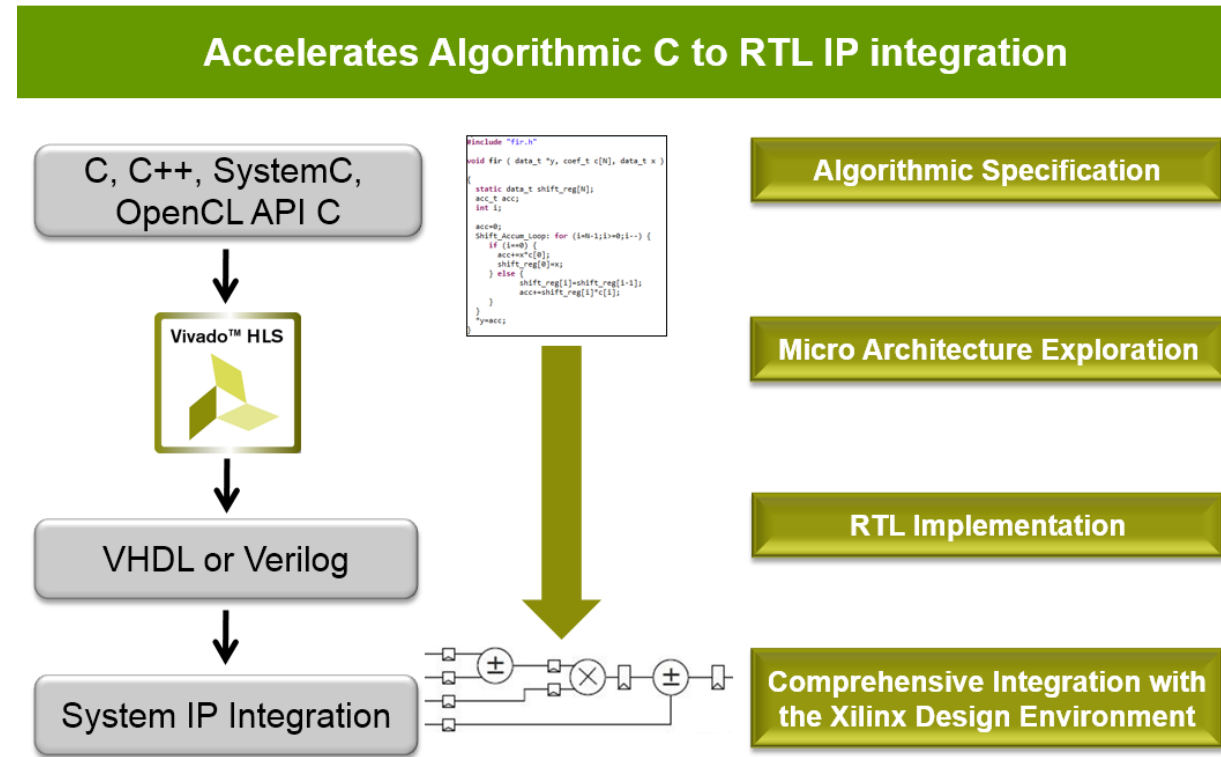 Accelerates Algorithmic C to RTL IP integration
C, C++, SystemC,
OpenCL API C
Vivado™ HLS
VHDL or Verilog
System IP Integration
#include "fir.h"
void fir ( data_t *y, coef_t c[N], data_t x )
{
static data_t shift_reg[N];
acc_t acc;
int i;
acc=0;
Shift_Accum_Loop: for (i=N-1;i>=0;i--) {
if (i==0) {
acc+=x*c[0];
shift_reg[0]=x;
} else {
shift_reg[i]=shift_reg[i-1];
acc+=shift_reg[i]*c[i];
}
}
*y=acc;
}
±
×
±
Algorithmic Specification
Micro Architecture Exploration
RTL Implementation
Comprehensive Integration with
the Xilinx Design Environment